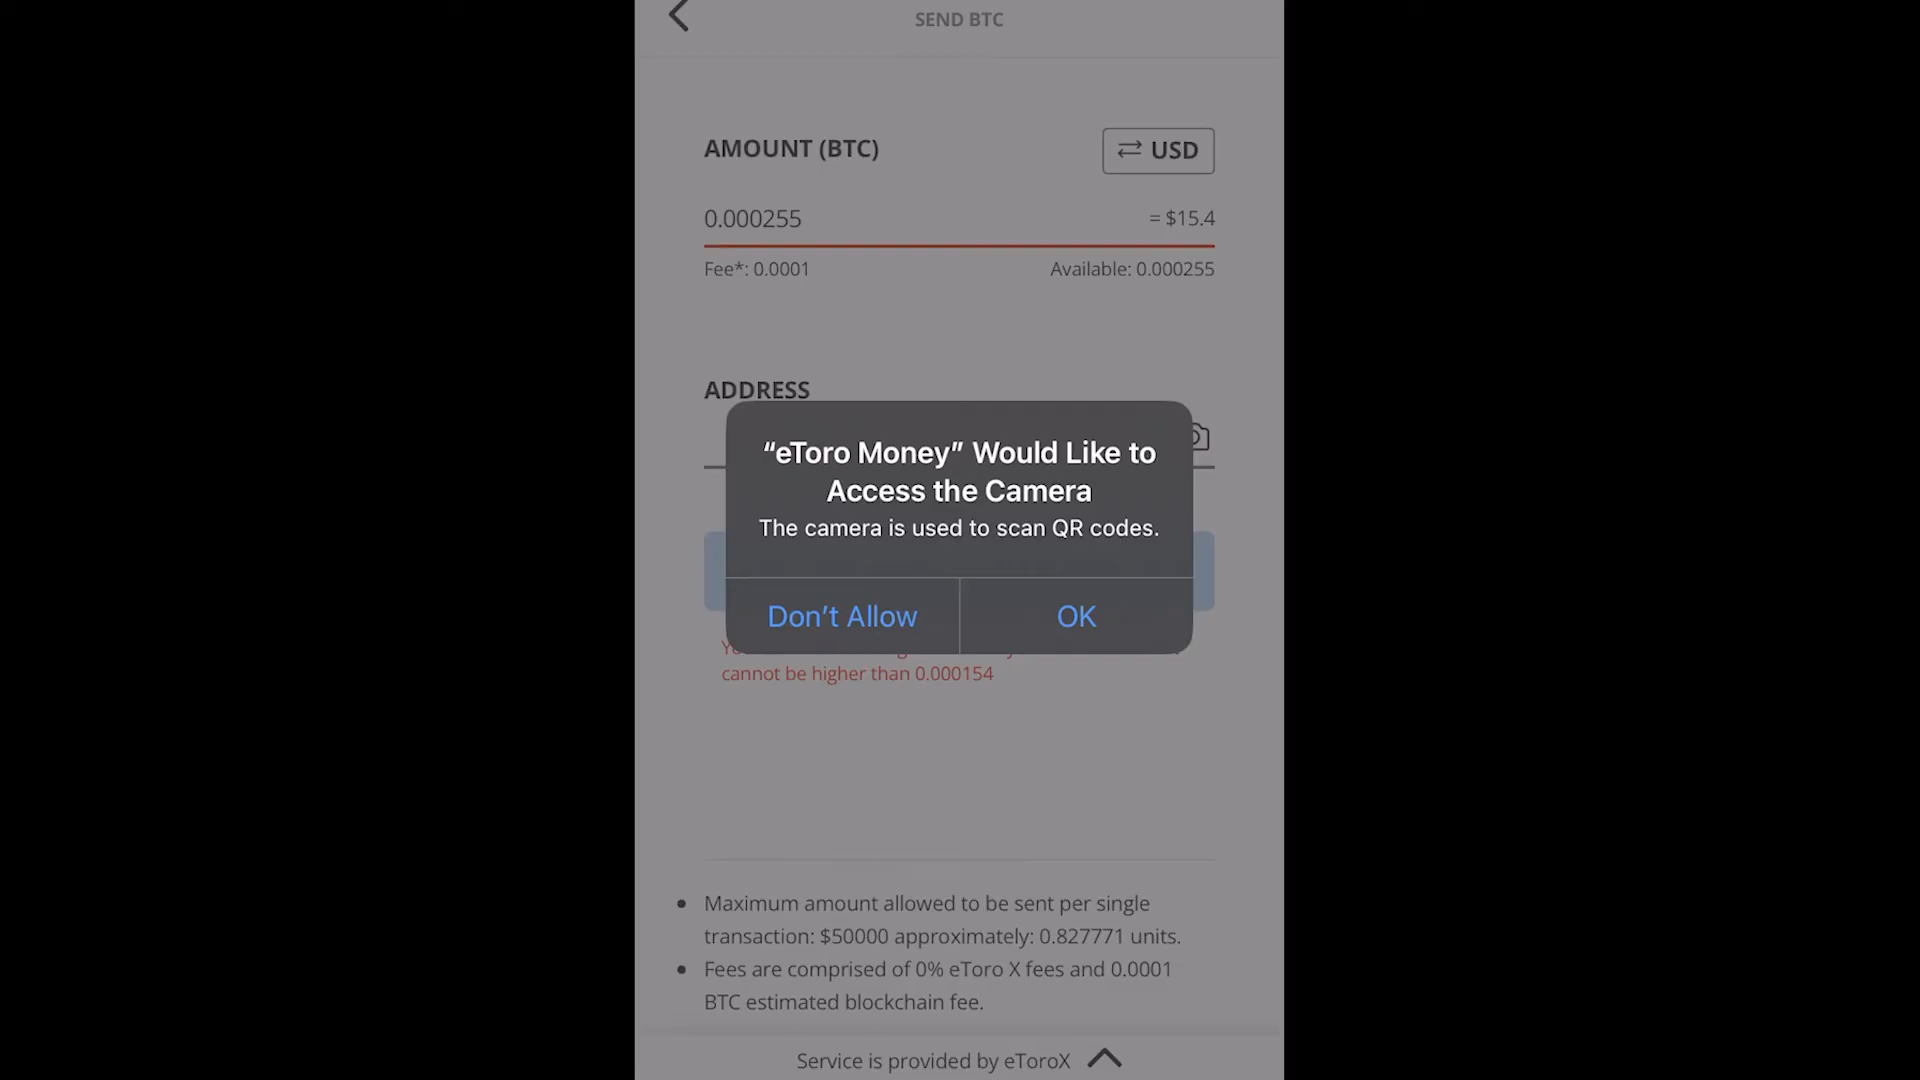 SEND BTC
AMOUNT (BTC)
USD
0.000255
= $15.4
Fee*: 0.0001
Available: 0.000255
ADDRESS
“eToro Money” Would Like to
Access the Camera
The camera is used to scan QR codes.
Don’t Allow
OK
cannot be higher than 0.000154
Maximum amount allowed to be sent per single
transaction: $50000 approximately: 0.827771 units.
Fees are comprised of 0% eToro X fees and 0.0001
BTC estimated blockchain fee.
Service is provided by eToroX